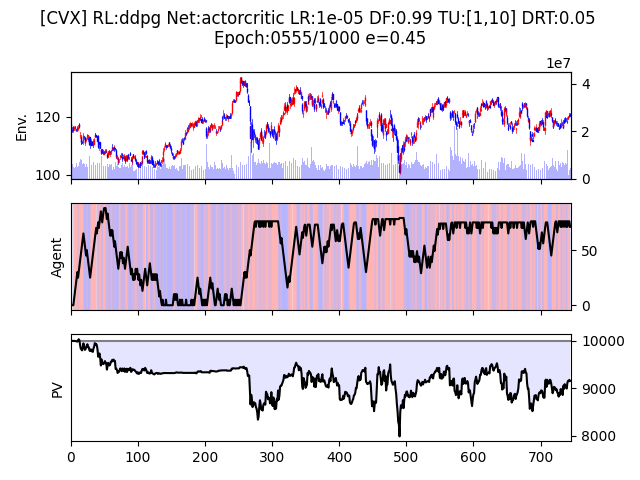 [CVX] RL:ddpg Net:actorcritic LR:1e-05 DF:0.99 TU:[1,10] DRT:0.05
Epoch:0555/1000 e=0.45
1e7
Env.
120
100
4
2
0
Agent
50
0
PV
10000
9000
8000
0 100 200 300 400 500 600 700